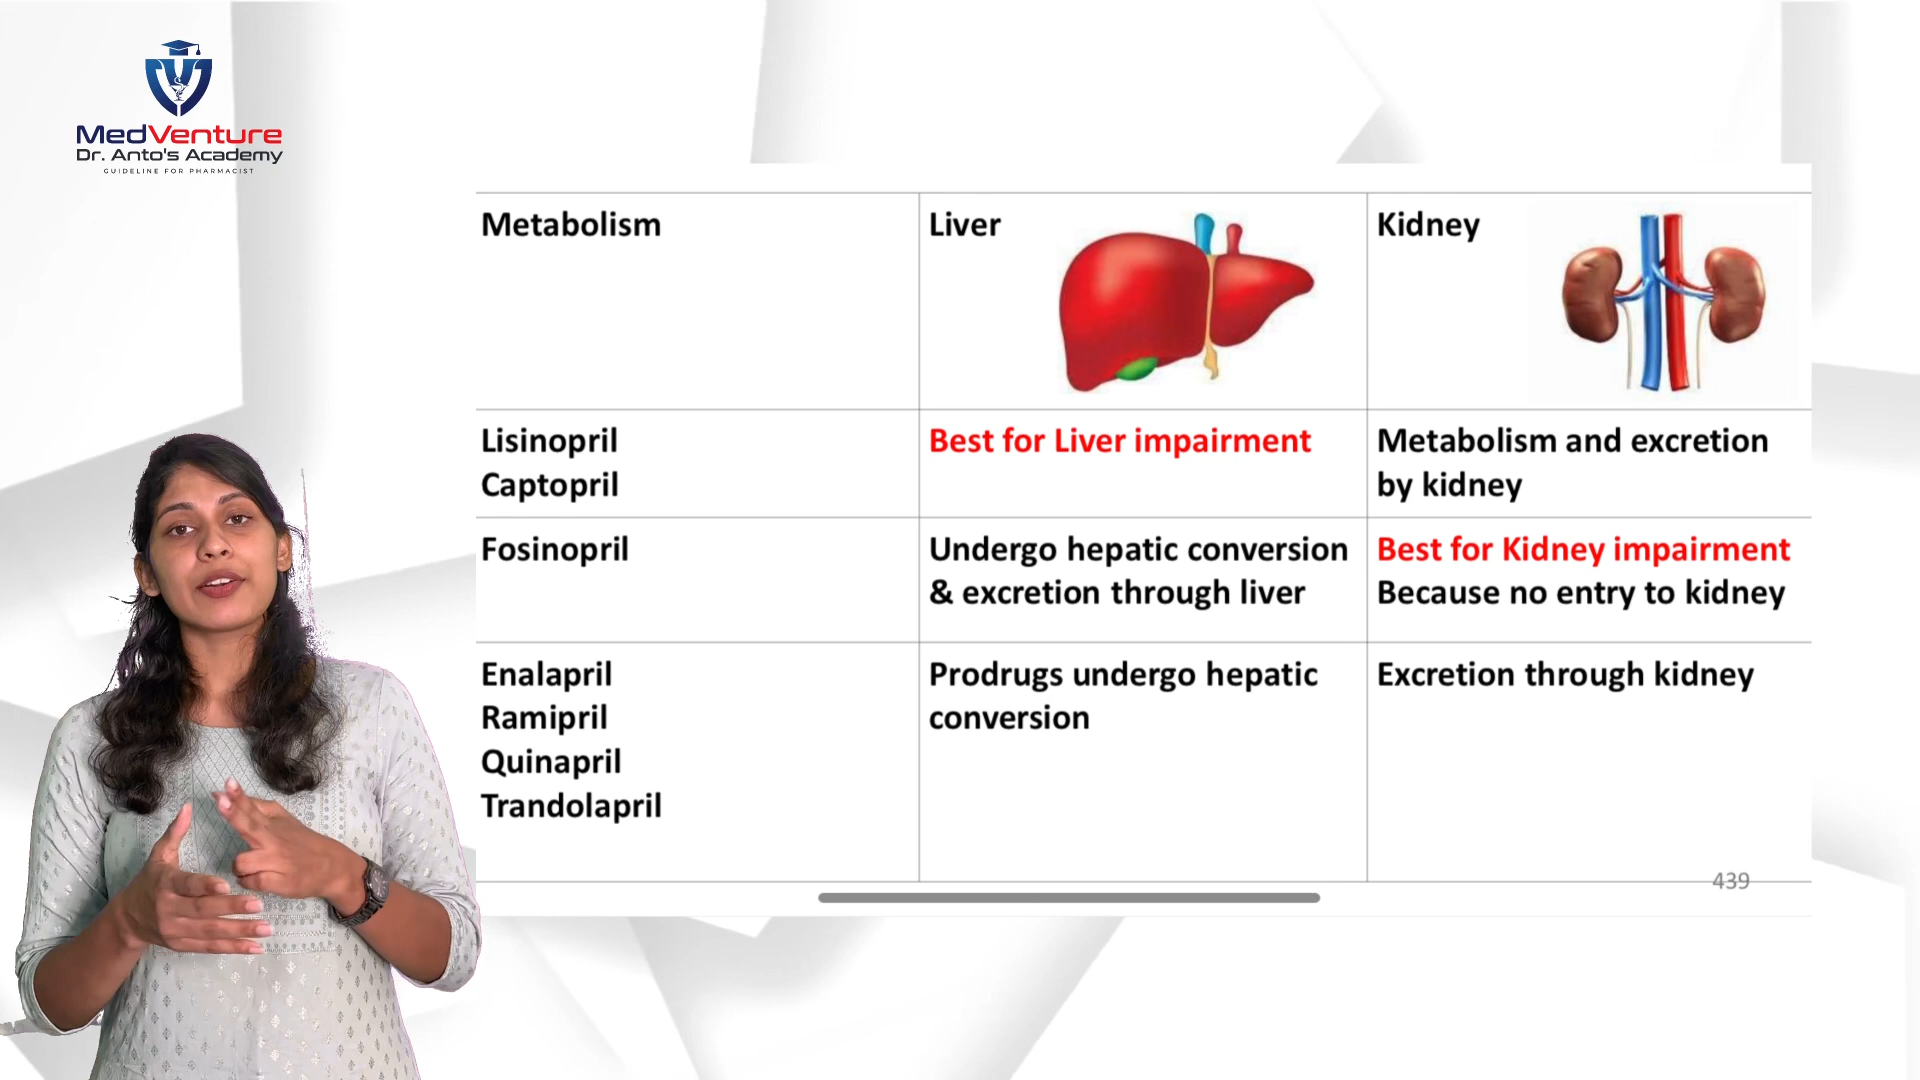 MedVenture
Dr. Anto's Academy
GUIDELINE FOR PHARMACIST
Metabolism
Liver
Kidney
Lisinopril
Captopril
Best for Liver impairment
Metabolism and excretion
by kidney
Fosinopril
Undergo hepatic conversion
& excretion through liver
Best for Kidney impairment
Because no entry to kidney
Enalapril
Ramipril
Quinapril
Trandolapril
Prodrugs undergo hepatic
conversion
Excretion through kidney
439